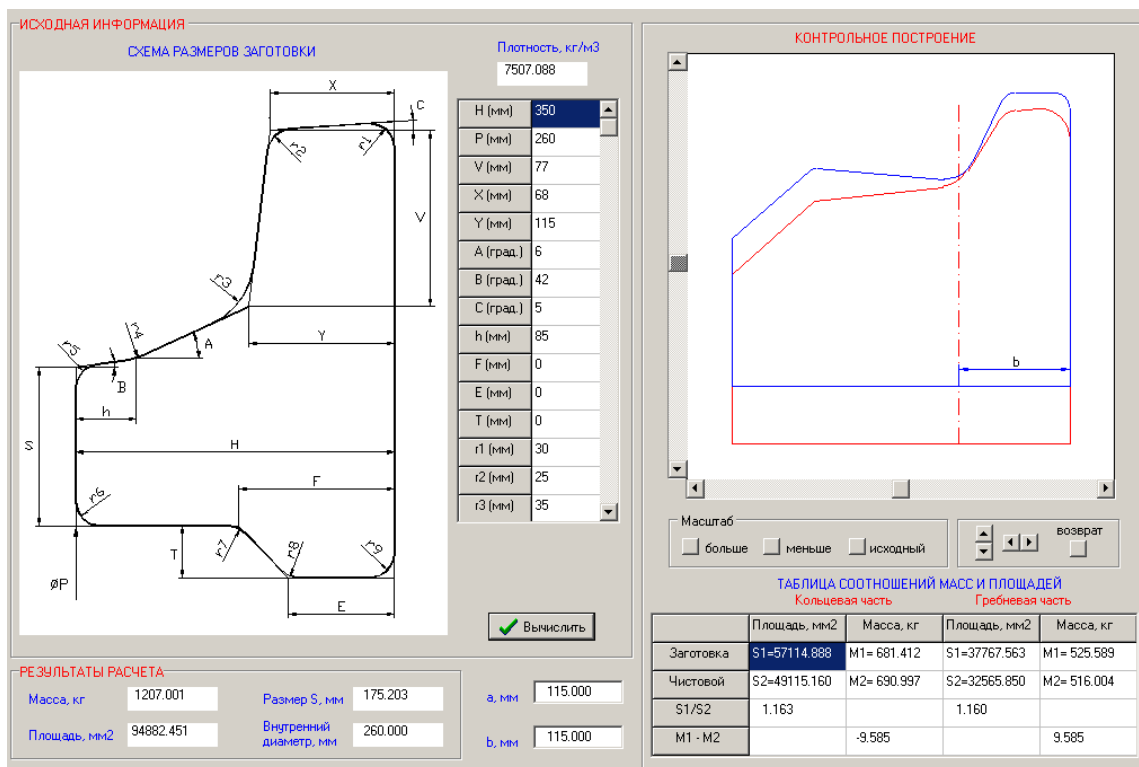 ИСХОДНАЯ ИНФОРМАЦИЯ
СХЕМА РАЗМЕРОВ ЗАГОТОВКИ
X
C
r2
r1
V
r3
r4
A
Y
r5
B
h
S
H
F
r6
r7
r8
r9
T
øP
E
Плотность, кг/м3
7507.088
H (мм) 350
P (мм) 260
V (мм) 77
X (мм) 68
Y (мм) 115
A (град.) 6
B (град.) 42
C (град.) 5
h (мм) 85
F (мм) 0
E (мм) 0
T (мм) 0
r1 (мм) 30
r2 (мм) 25
r3 (мм) 35
Вычислить
РЕЗУЛЬТАТЫ РАСЧЕТА
Масса, кг 1207.001 Размер S, мм 175.203
Площадь, мм2 94882.451 Внутренний диаметр, мм 260.000
a, мм 115.000
b, мм 115.000
КОНТРОЛЬНОЕ ПОСТРОЕНИЕ
b
Масштаб
больше меньше исходный
возврат
ТАБЛИЦА СООТНОШЕНИЙ МАСС И ПЛОЩАДЕЙ
Кольцевая часть Гребневая часть
Площадь, мм2 Масса, кг Площадь, мм2 Масса, кг
Заготовка S1=57114.888 M1= 681.412 S1=37767.563 M1= 525.589
Чистовой S2=49115.160 M2= 690.997 S2=32565.850 M2= 516.004
S1/S2 1.163 1.160
M1 - M2 -9.585 9.585